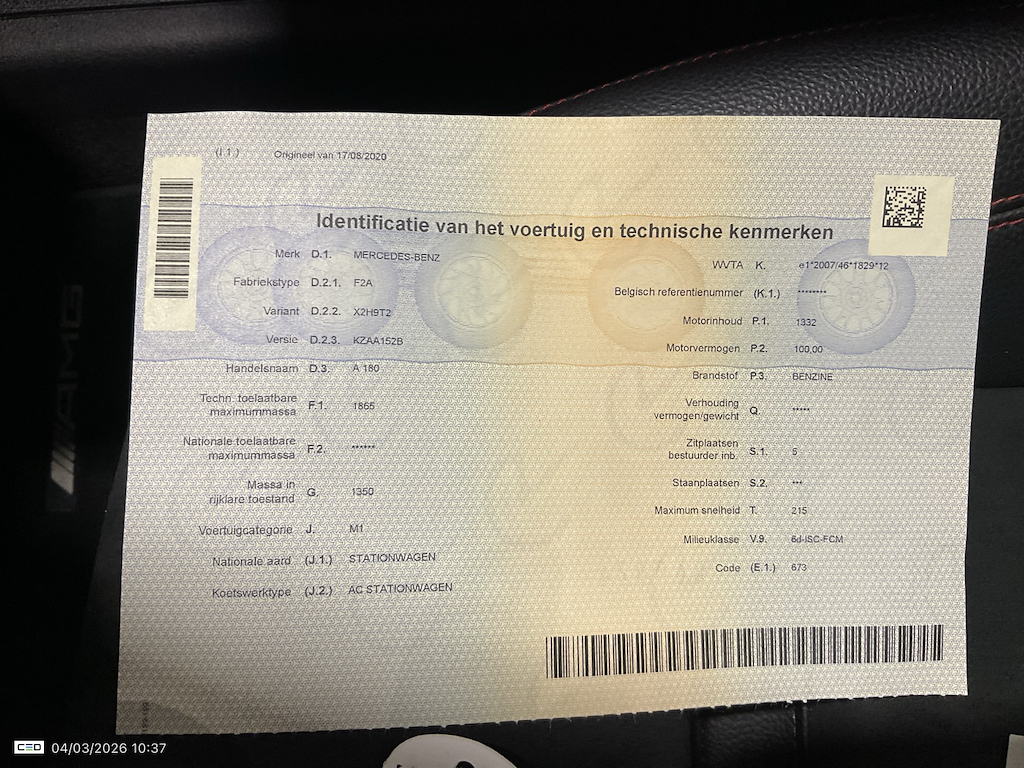 (I.1.) Origineel van 17/08/2020
Identificatie van het voertuig en technische kenmerken
Merk D.1. MERCEDES-BENZ
Fabriekstype D.2.1. F2A
Variant D.2.2. X2H9T2
Versie D.2.3. KZAA152B
Handelsnaam D.3. A 180
Techn. toelaatbare
maximummassa F.1. 1865
Nationale toelaatbare
maximummassa F.2. ******
Massa in
rijklare toestand G. 1350
Voertuigcategorie J. M1
Nationale aard (J.1.) STATIONWAGEN
Koetswerktype (J.2.) AC STATIONWAGEN
WVTA K. e1*2007/46*1829*12
Belgisch referentienummer (K.1.) ********
Motorinhoud P.1. 1332
Motorvermogen P.2. 100,00
Brandstof P.3. BENZINE
Verhouding
vermogen/gewicht Q. *****
Zitplaatsen
bestuurder inb. S.1. 5
Staanplaatsen S.2. ***
Maximum snelheid T. 215
Milieuklasse V.9. 6d-ISC-FCM
Code (E.1.) 673
AMG
CEO 04/03/2026 10:37